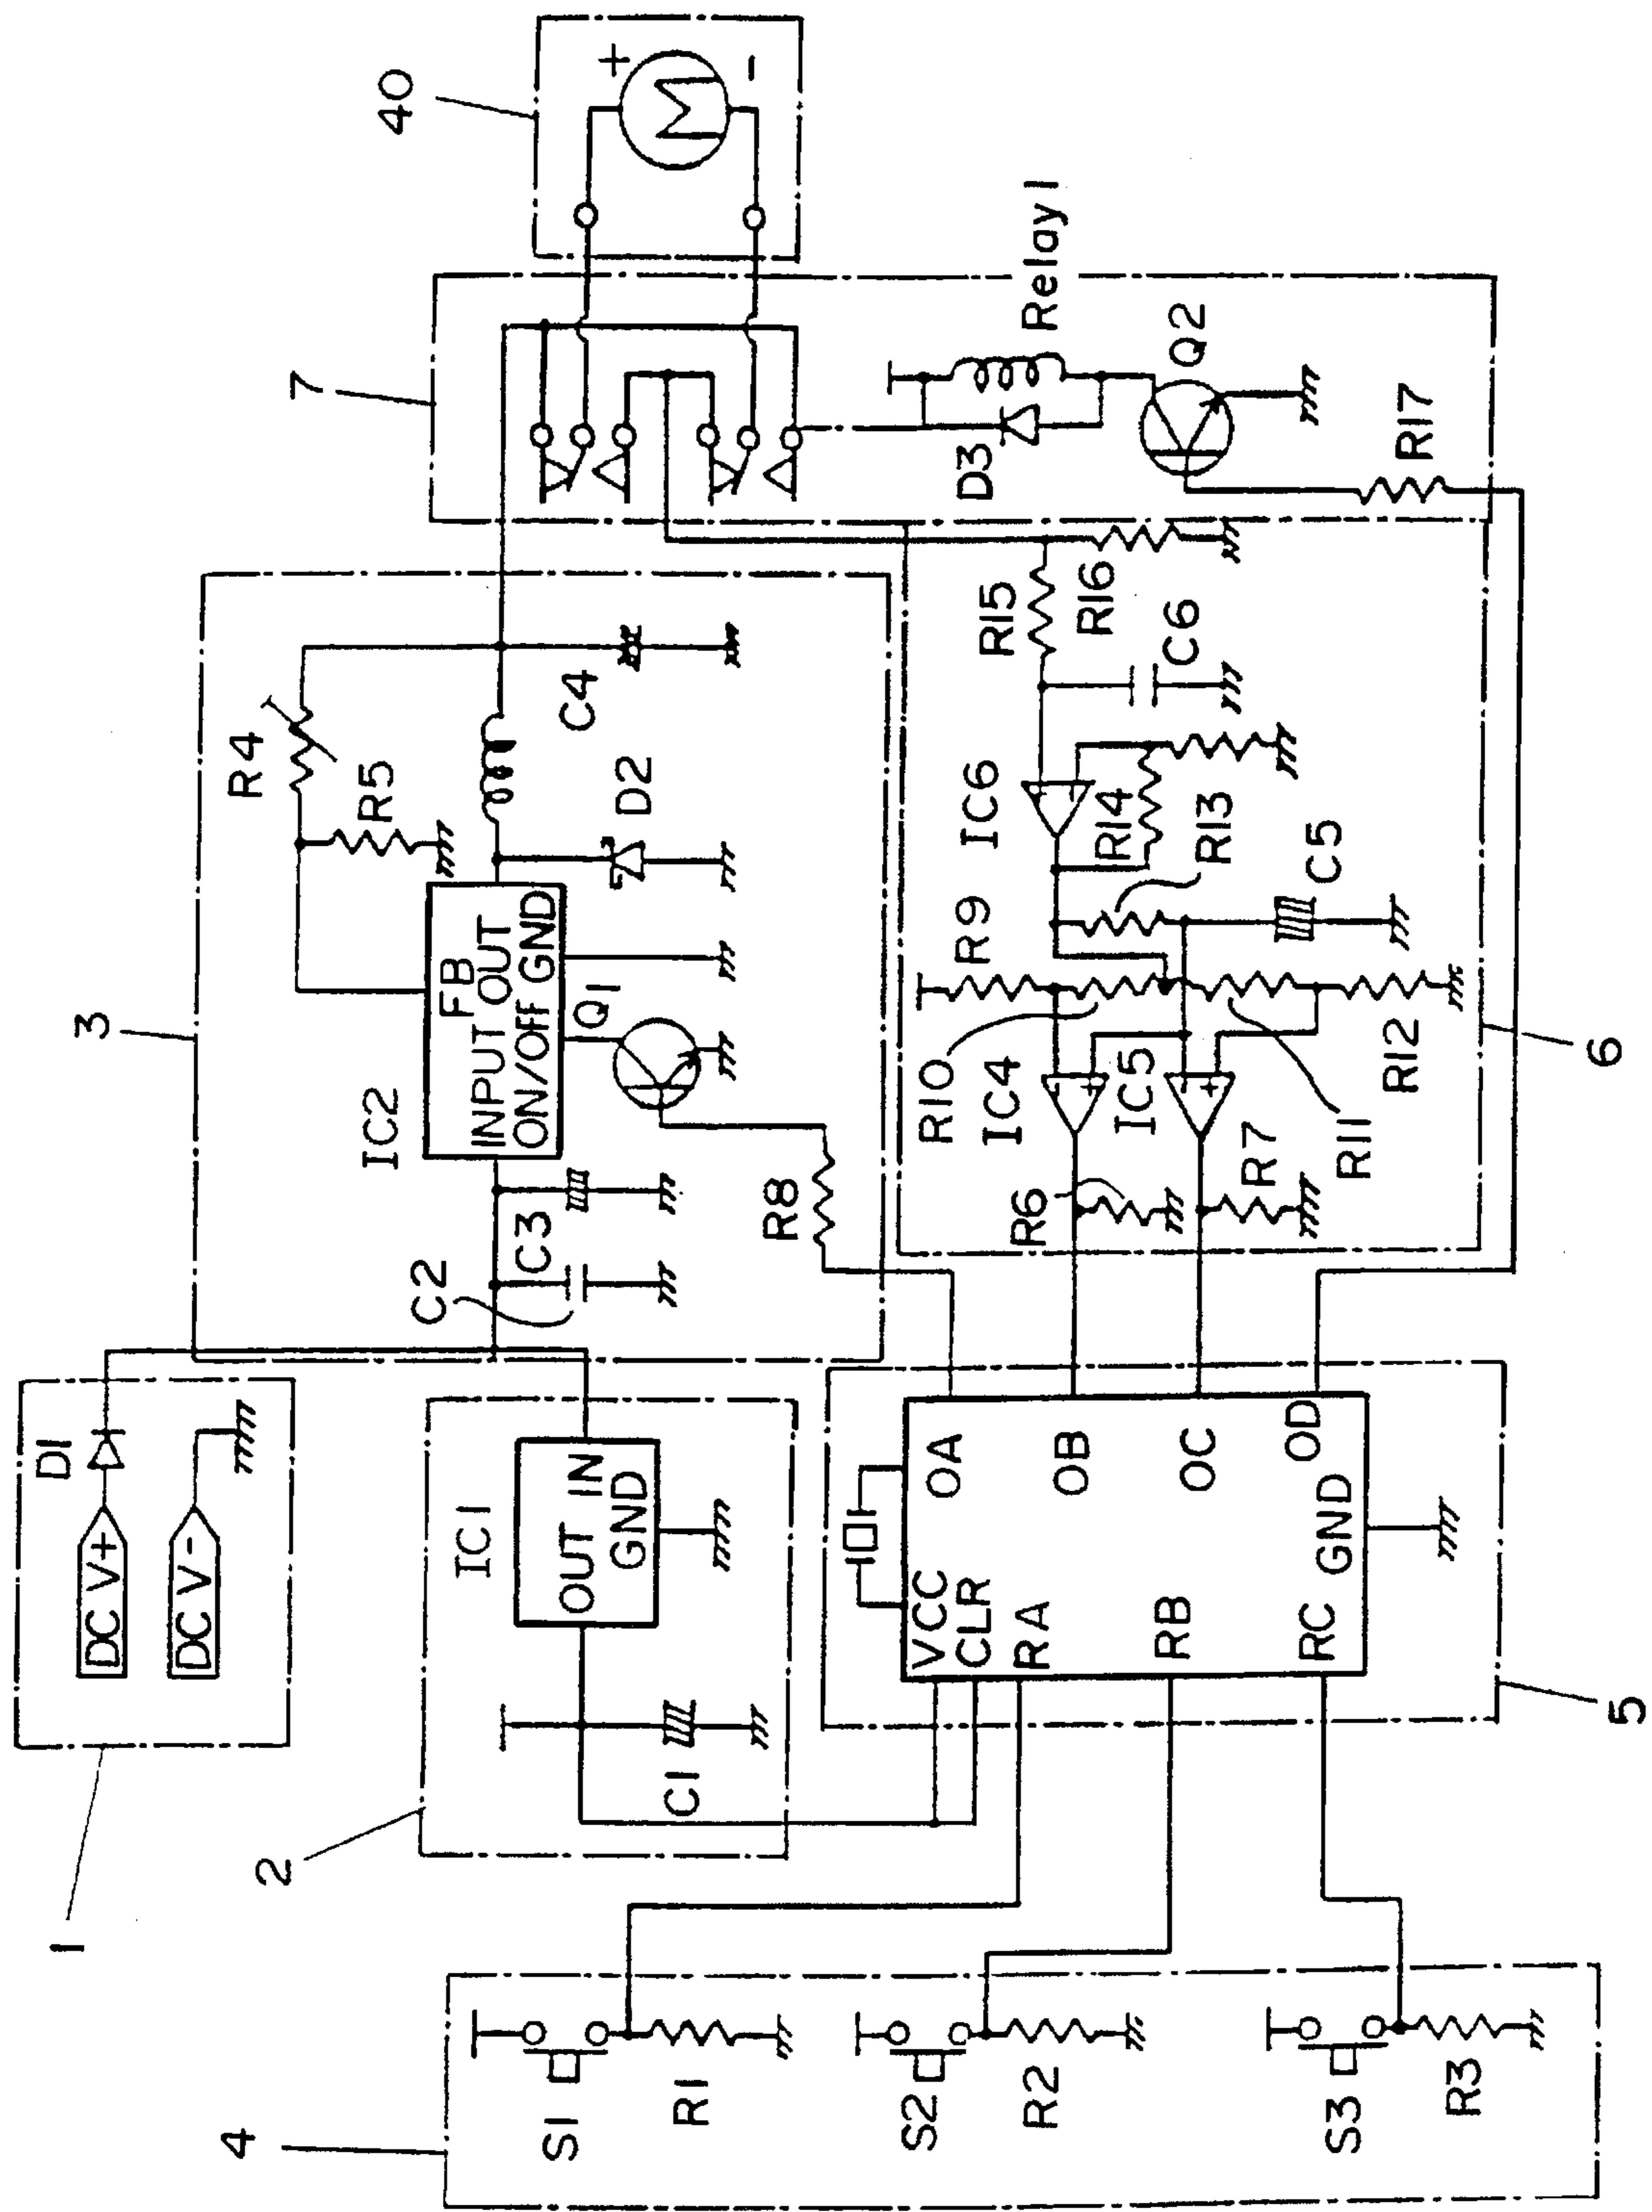 1
DC V+
DC V-
D1
2
IC1
OUT IN
GND
C1
3
IC2
FB
INPUT OUT
ON/OFF GND
R4
R5
C2
C3
C4
D2
Q1
R8
4
S1
R1
S2
R2
S3
R3
5
VCC
CLR
RA
RB
RC
OA
OB
OC
OD
GND
6
R6
R7
IC4
-
+
IC5
-
+
R9
R10
R11
R12
R13
R14
IC6
C5
C6
R15
R16
7
Relay1
D3
Q2
R17
40
+
M
-